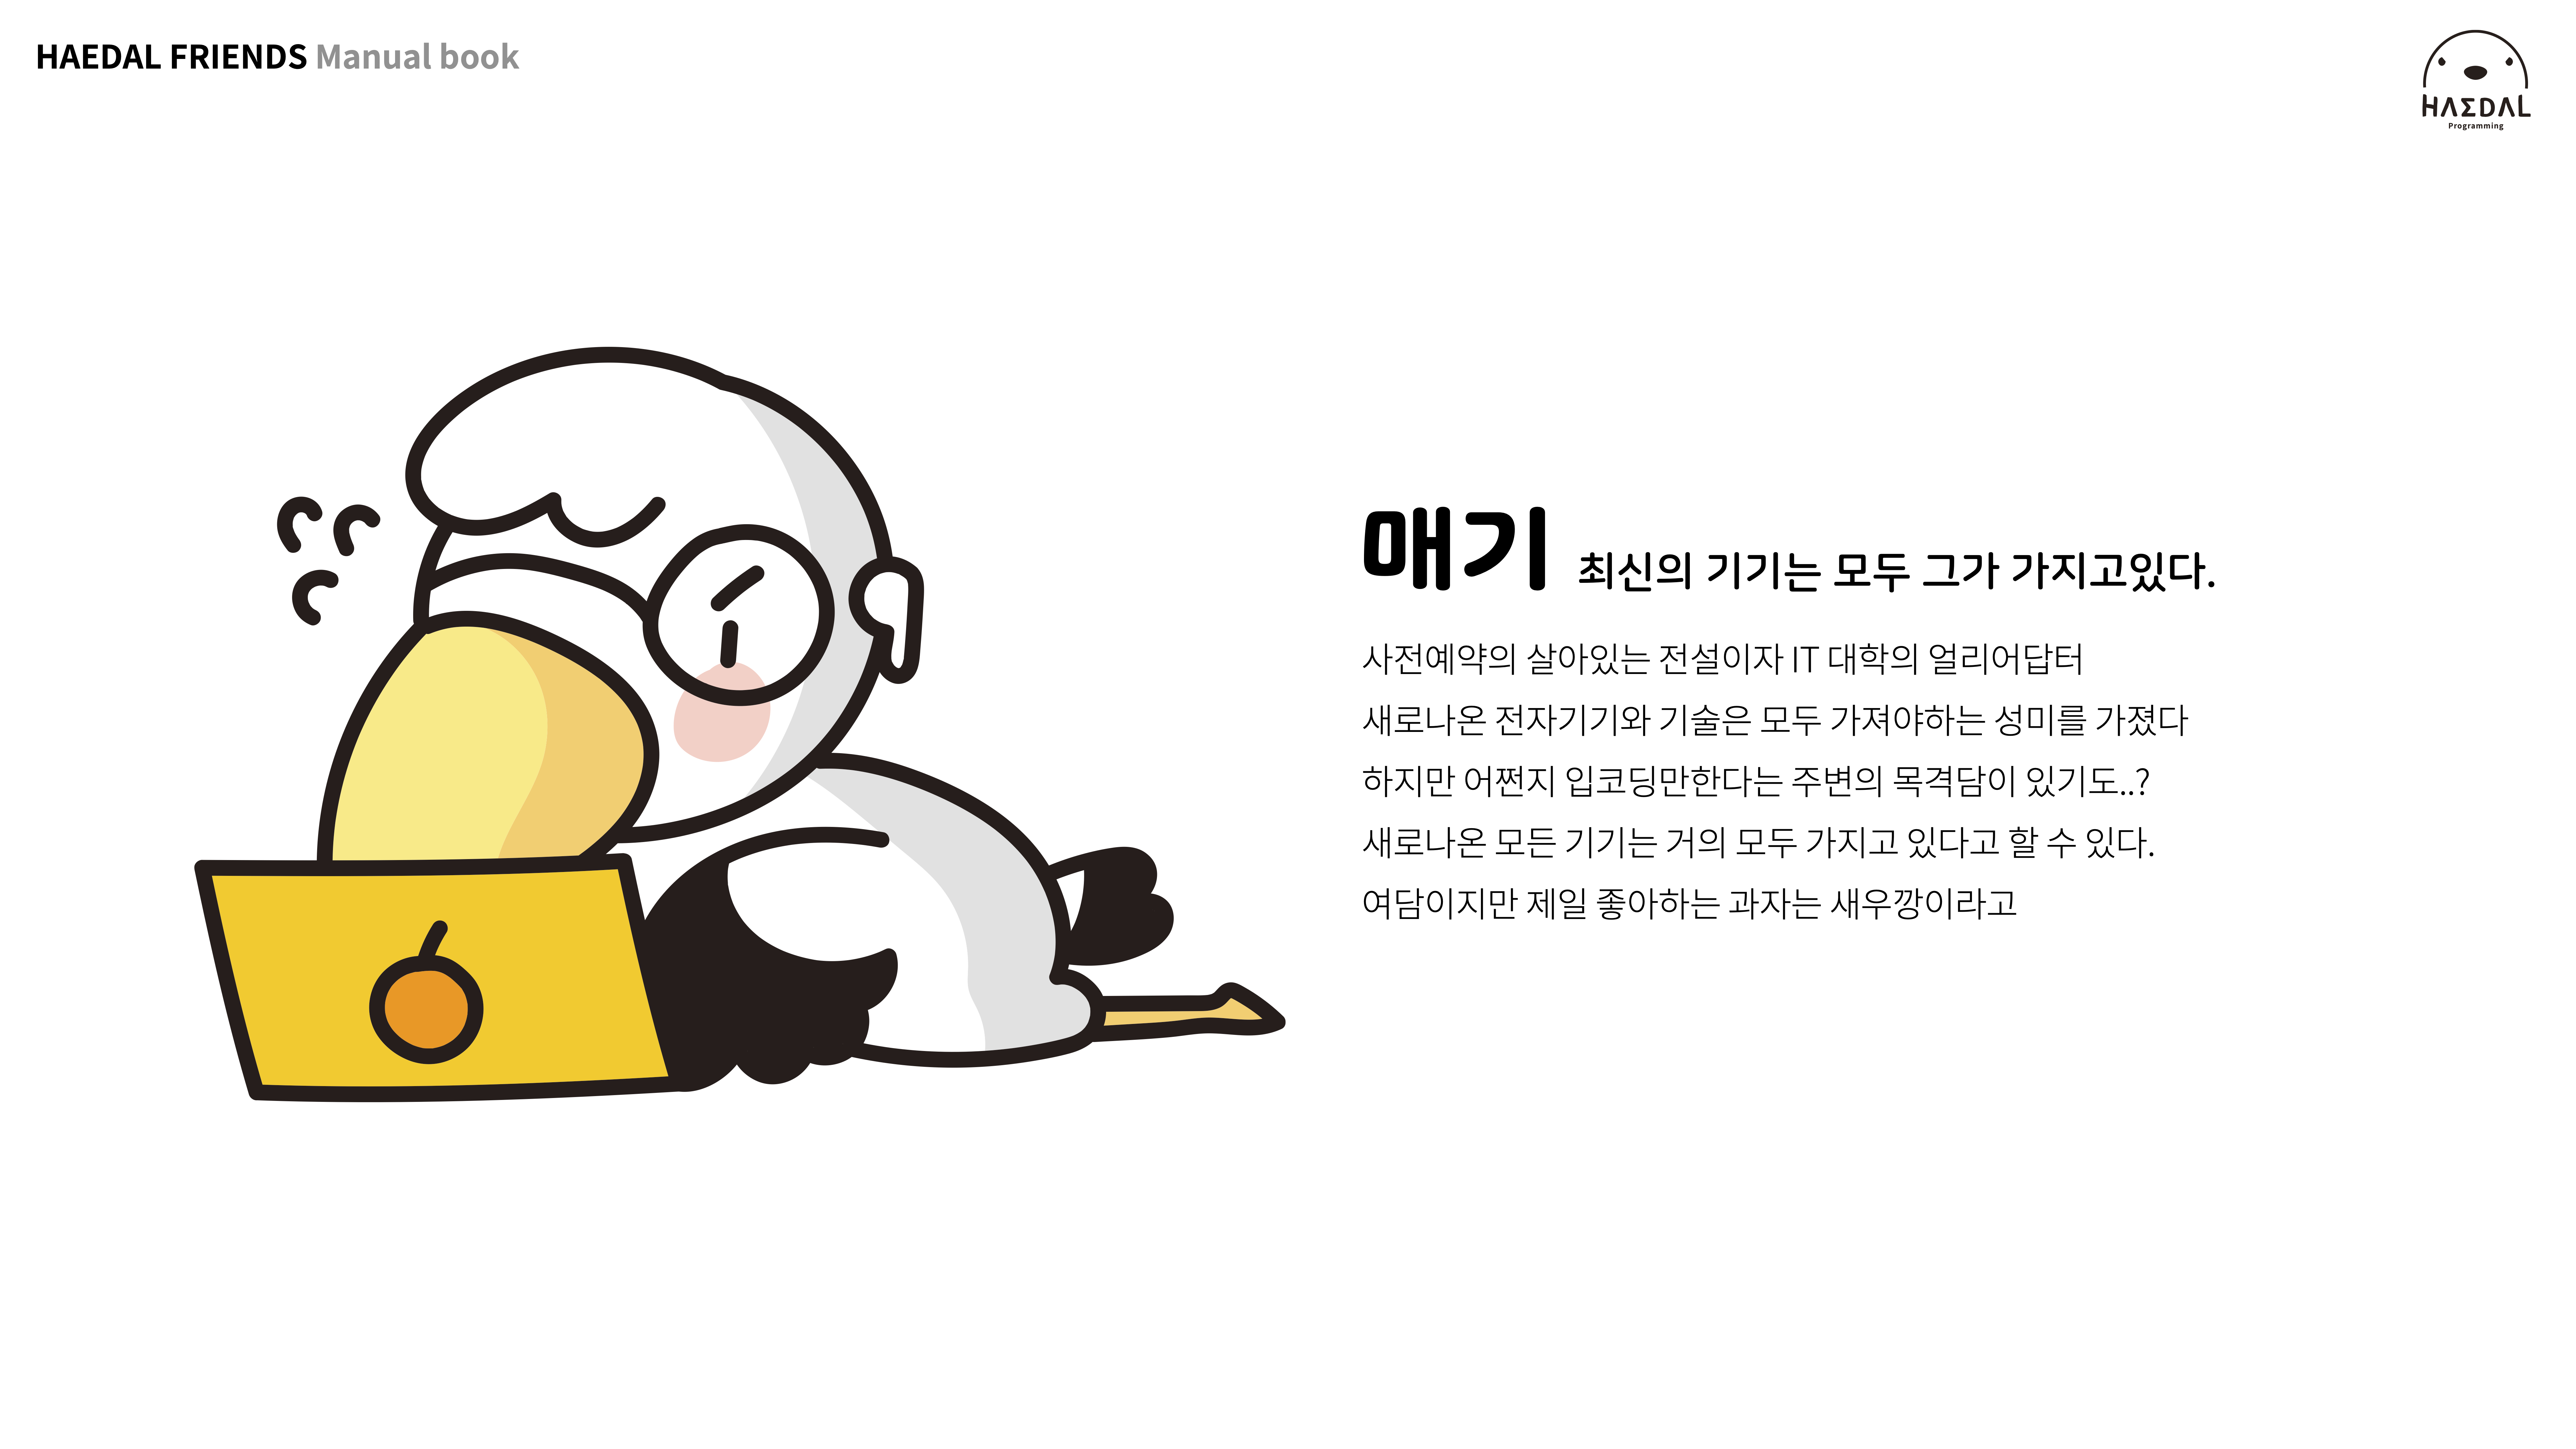 HAEDAL FRIENDS Manual book
HAEDAL
Programming
매기 최신의 기기는 모두 그가 가지고있다.
사전예약의 살아있는 전설이자 IT 대학의 얼리어답터
새로나온 전자기기와 기술은 모두 가져야하는 성미를 가졌다
하지만 어쩐지 입코딩만한다는 주변의 목격담이 있기도..?
새로나온 모든 기기는 거의 모두 가지고 있다고 할 수 있다.
여담이지만 제일 좋아하는 과자는 새우깡이라고